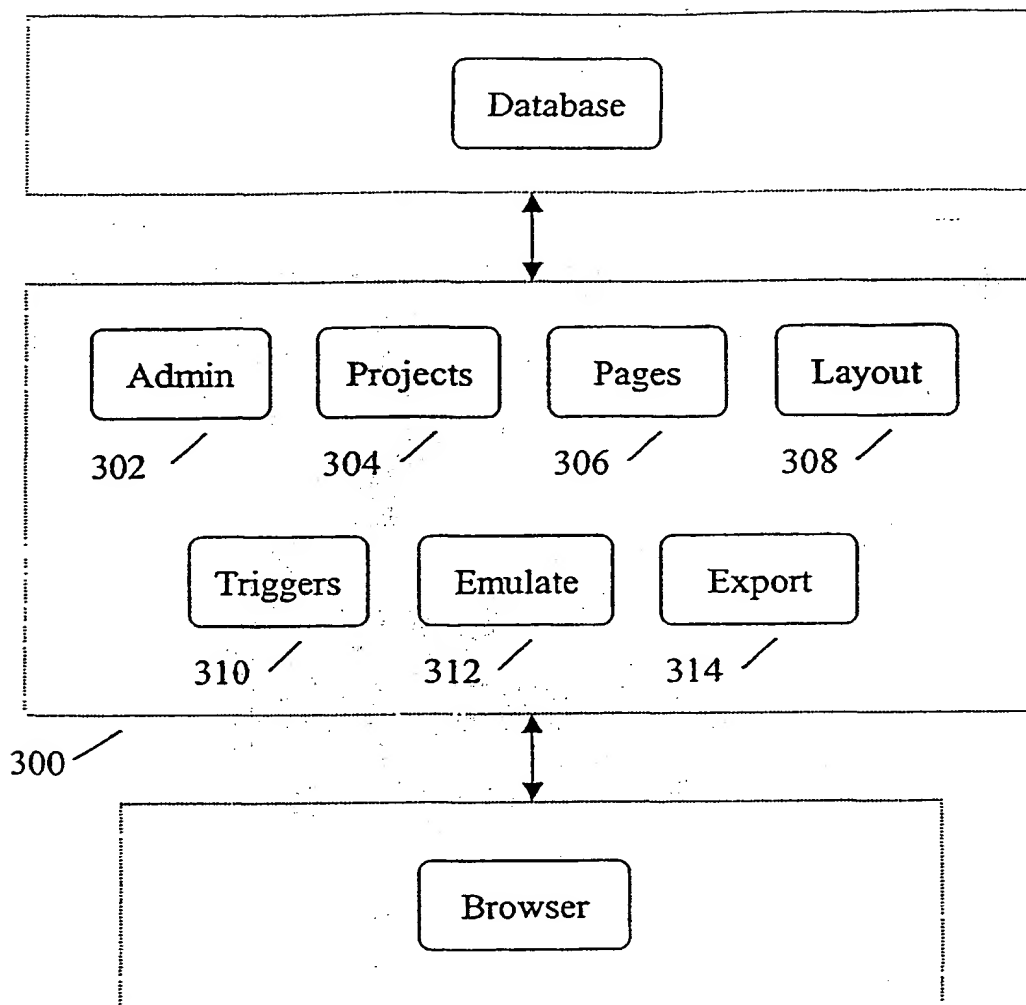 Database
Admin Projects Pages Layout
302 304 306 308
Triggers Emulate Export
310 312 314
300
Browser